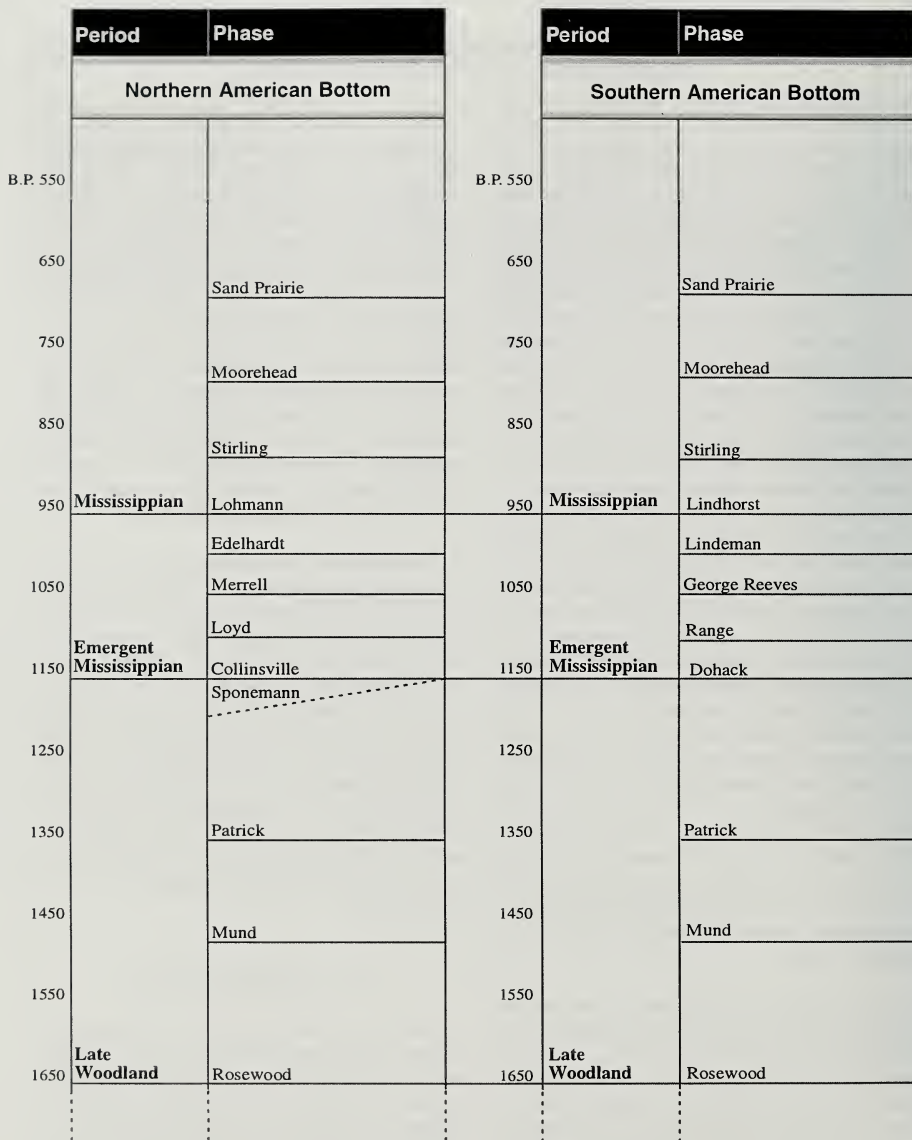 Period Phase
Northern American Bottom
B.P. 550
650
Sand Prairie
750
Moorehead
850
Stirling
950 Mississippian Lohmann
Edelhardt
1050 Merrell
Loyd
Emergent
1150 Mississippian Collinsville
Sponemann
1250
1350 Patrick
1450
Mund
1550
Late
1650 Woodland Rosewood
Period Phase
Southern American Bottom
B.P. 550
650
Sand Prairie
750
Moorehead
850
Stirling
950 Mississippian Lindhorst
Lindeman
1050 George Reeves
Range
Emergent
1150 Mississippian Dohack
1250
1350 Patrick
1450
Mund
1550
Late
1650 Woodland Rosewood